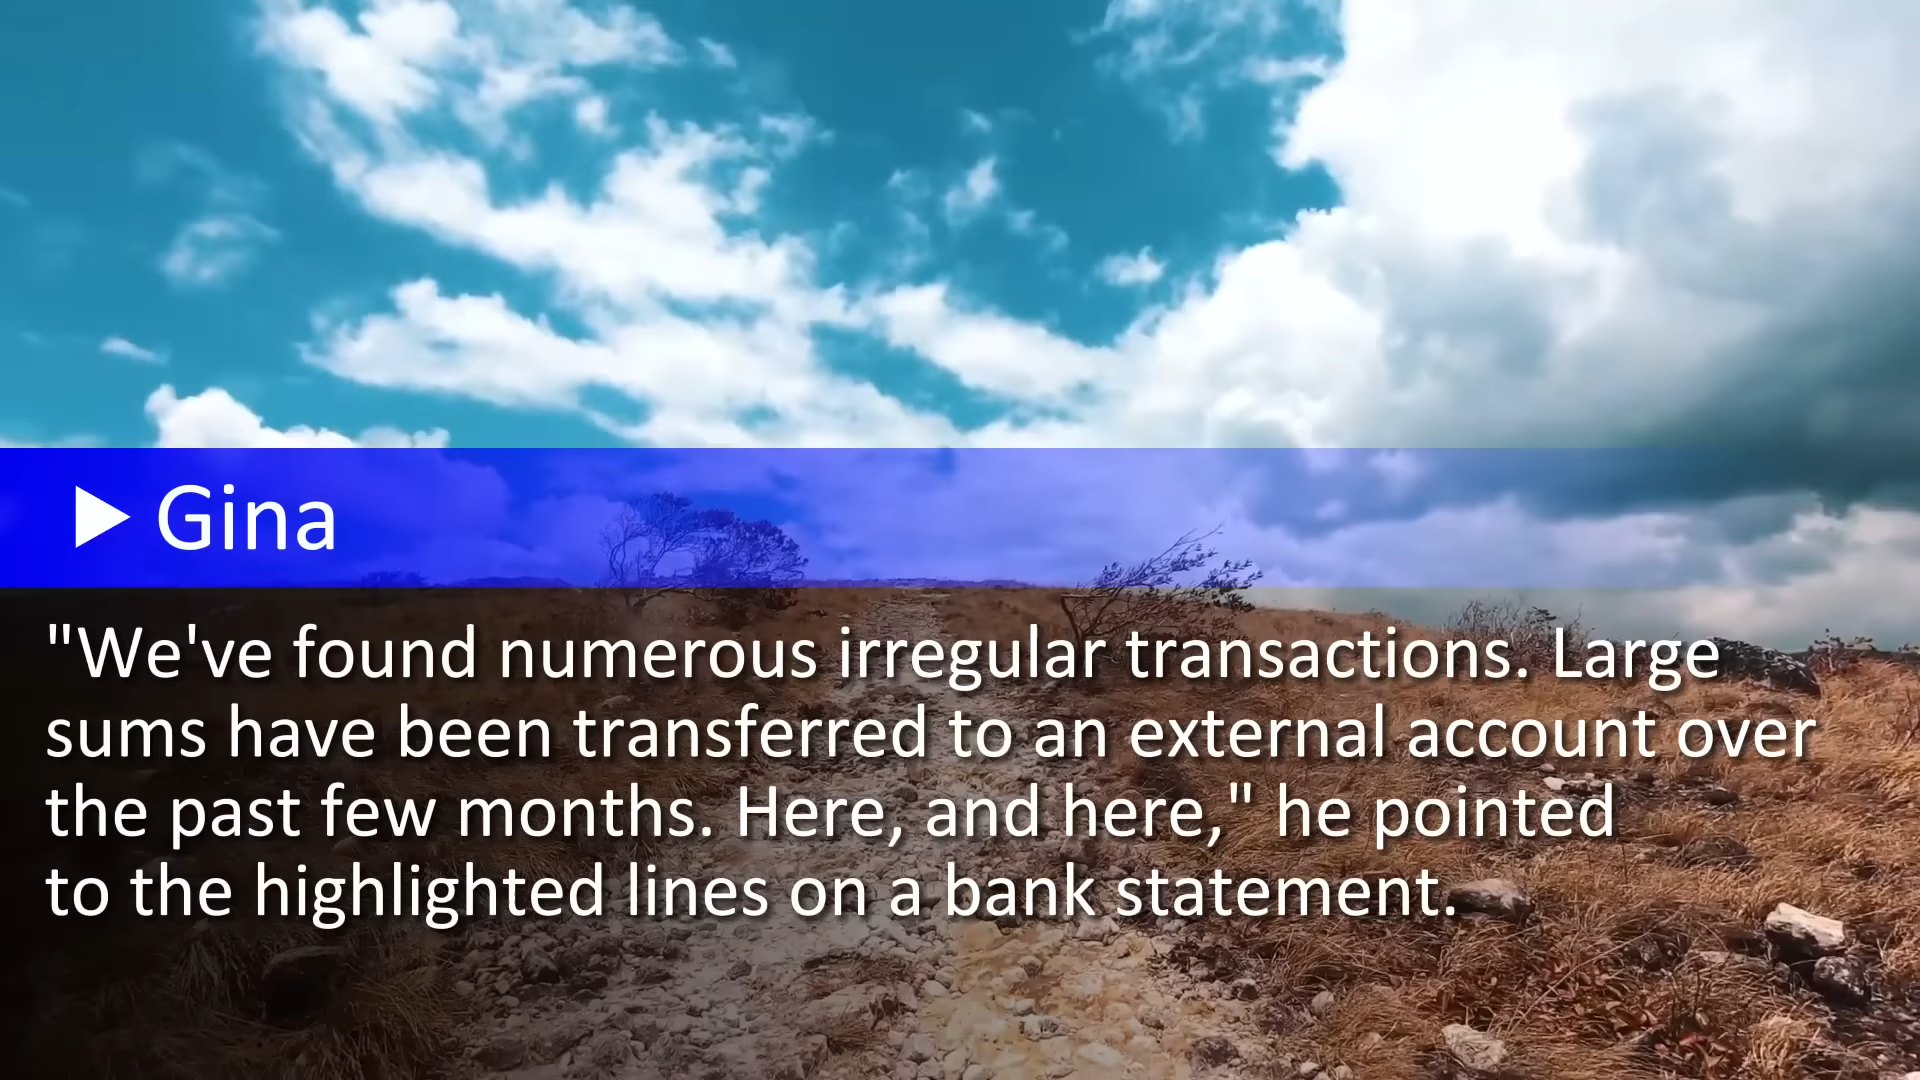 Gina
"We've found numerous irregular transactions. Large
sums have been transferred to an external account over
the past few months. Here, and here," he pointed
to the highlighted lines on a bank statement.